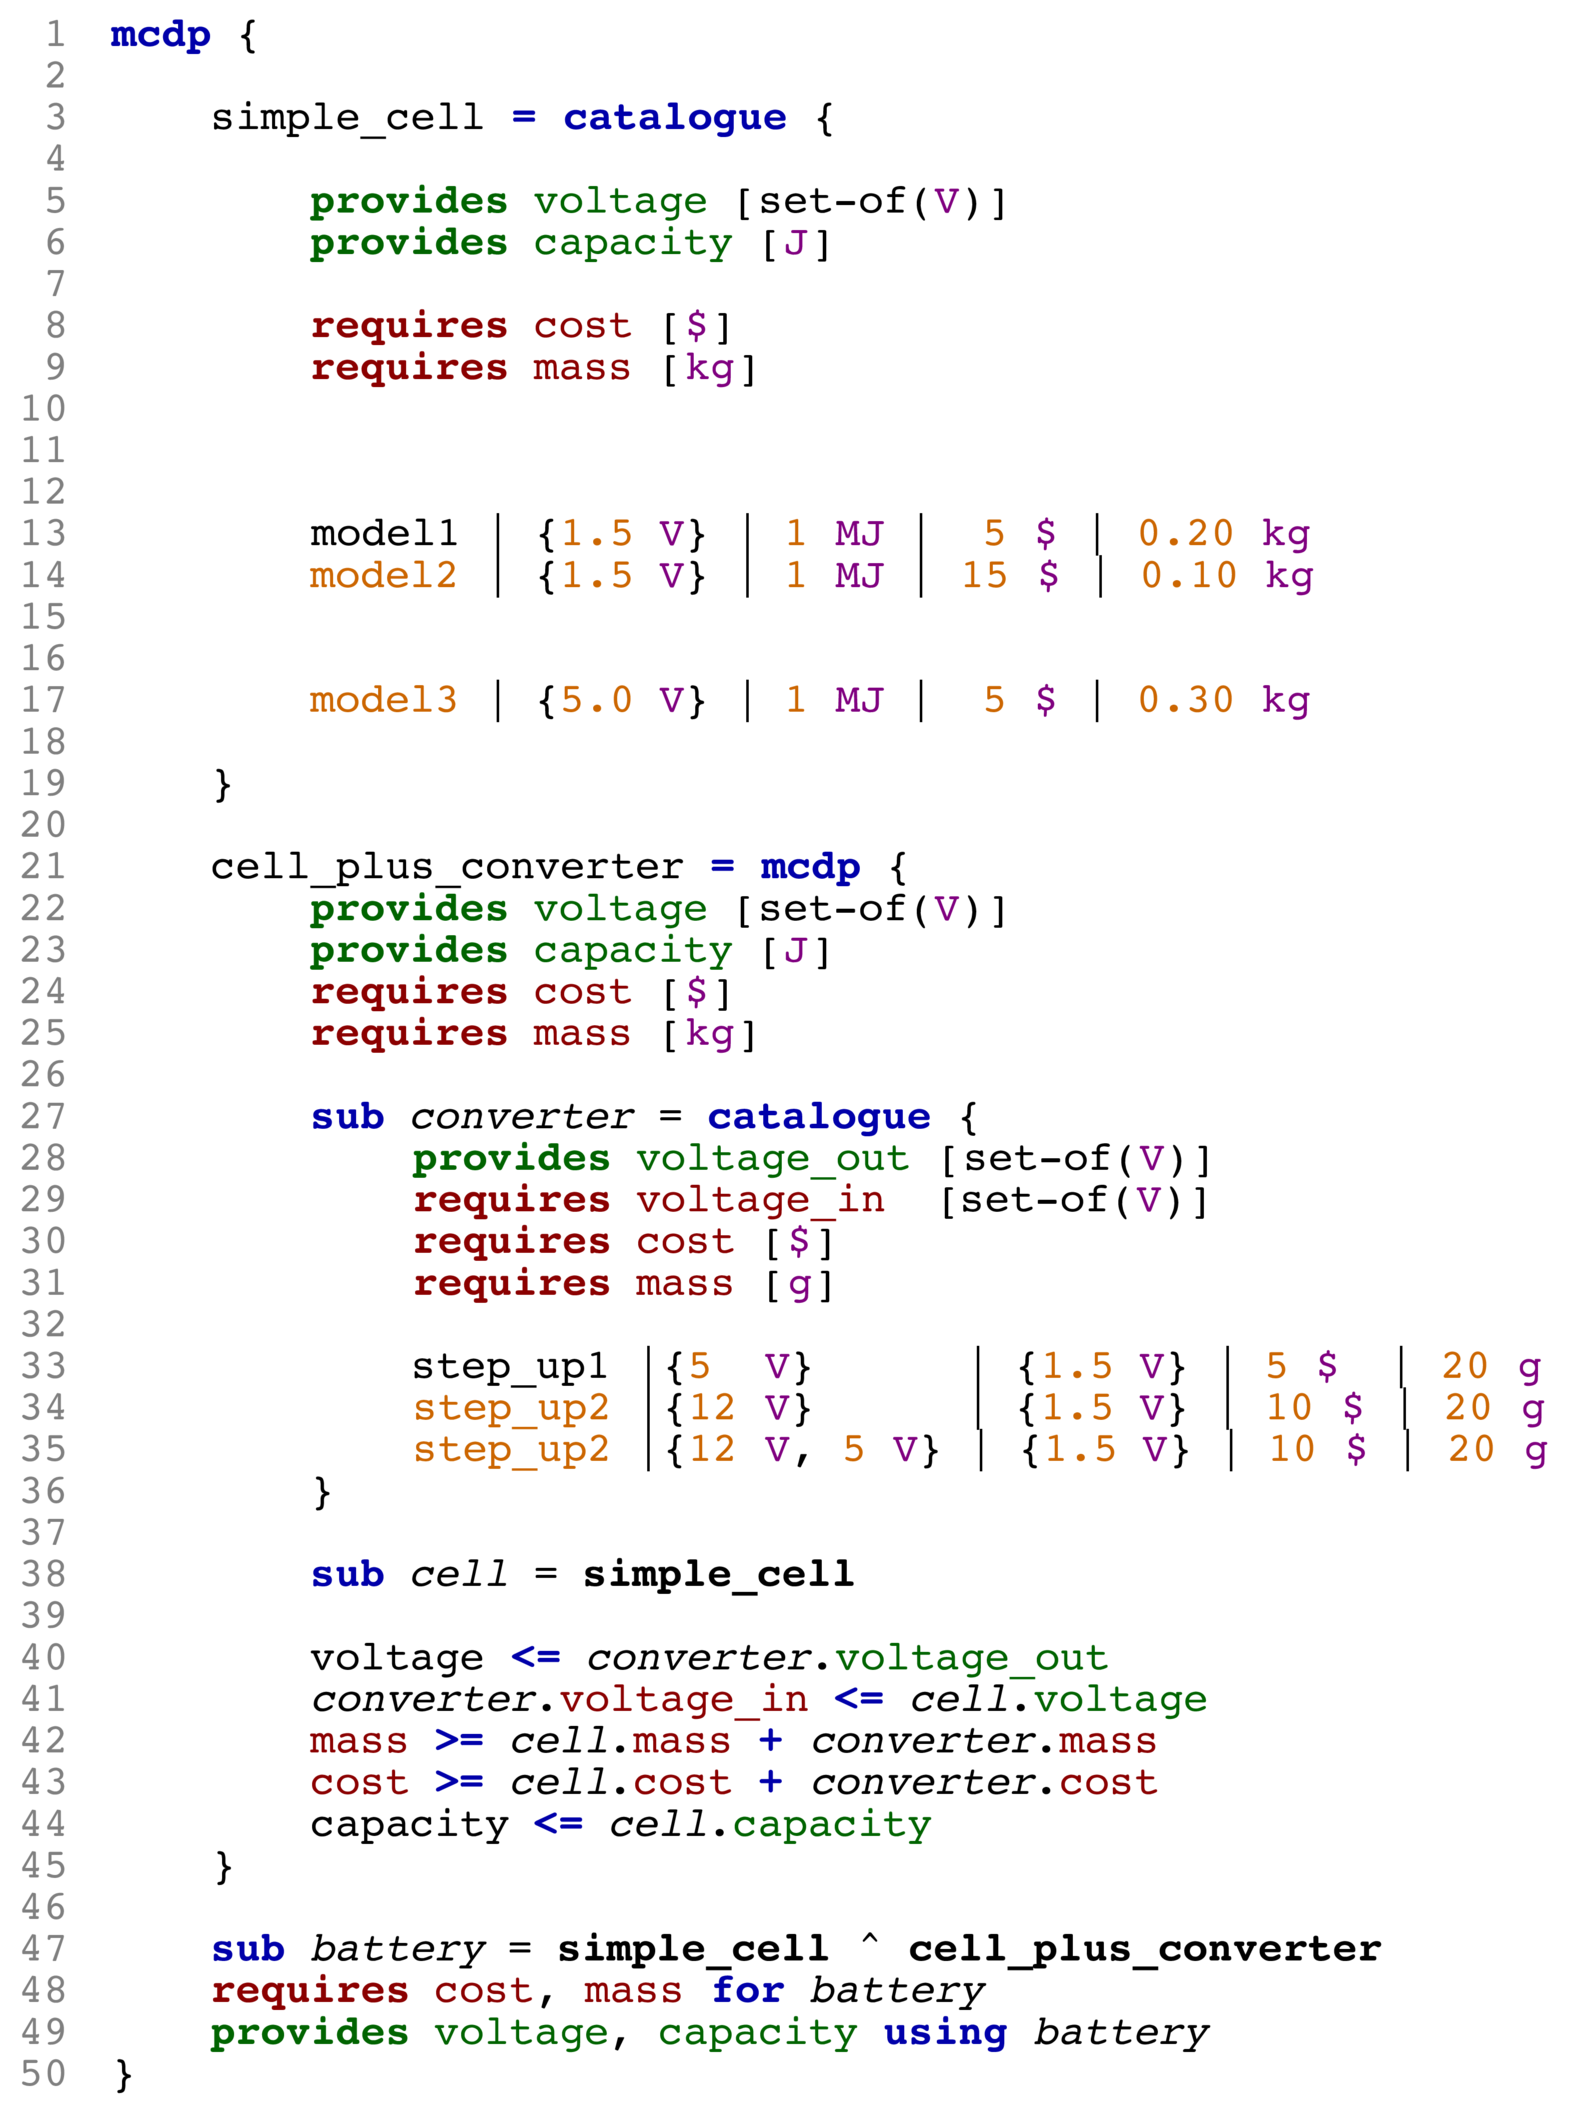 1 mcdp {
2
3 simple_cell = catalogue {
4
5 provides voltage [set-of(V)]
6 provides capacity [J]
7
8 requires cost [$]
9 requires mass [kg]
10
11
12
13 model1 | {1.5 V} | 1 MJ | 5 $ | 0.20 kg
14 model2 | {1.5 V} | 1 MJ | 15 $ | 0.10 kg
15
16
17 model3 | {5.0 V} | 1 MJ | 5 $ | 0.30 kg
18
19 }
20
21 cell_plus_converter = mcdp {
22 provides voltage [set-of(V)]
23 provides capacity [J]
24 requires cost [$]
25 requires mass [kg]
26
27 sub converter = catalogue {
28 provides voltage_out [set-of(V)]
29 requires voltage_in [set-of(V)]
30 requires cost [$]
31 requires mass [g]
32
33 step_up1 |{5 V} | {1.5 V} | 5 $ | 20 g
34 step_up2 |{12 V} | {1.5 V} | 10 $ | 20 g
35 step_up2 |{12 V, 5 V} | {1.5 V} | 10 $ | 20 g
36 }
37
38 sub cell = simple_cell
39
40 voltage <= converter.voltage_out
41 converter.voltage_in <= cell.voltage
42 mass >= cell.mass + converter.mass
43 cost >= cell.cost + converter.cost
44 capacity <= cell.capacity
45 }
46
47 sub battery = simple_cell ^ cell_plus_converter
48 requires cost, mass for battery
49 provides voltage, capacity using battery
50 }